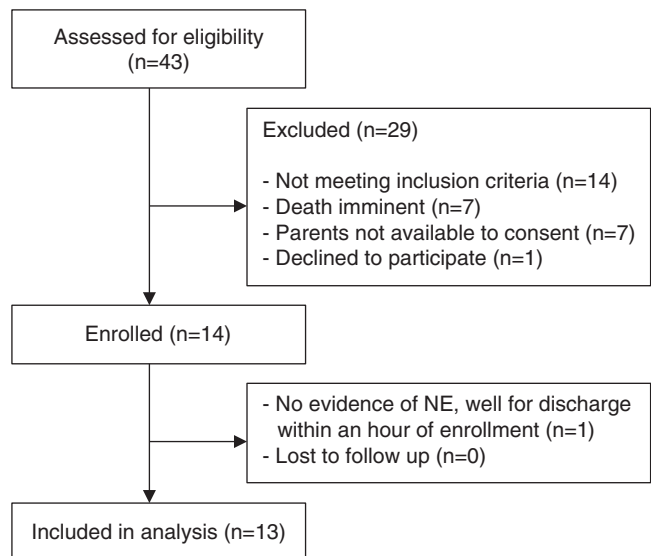 Assessed for eligibility
(n=43)
Excluded (n=29)
- Not meeting inclusion criteria (n=14)
- Death imminent (n=7)
- Parents not available to consent (n=7)
- Declined to participate (n=1)
Enrolled (n=14)
- No evidence of NE, well for discharge
within an hour of enrollment (n=1)
- Lost to follow up (n=0)
Included in analysis (n=13)